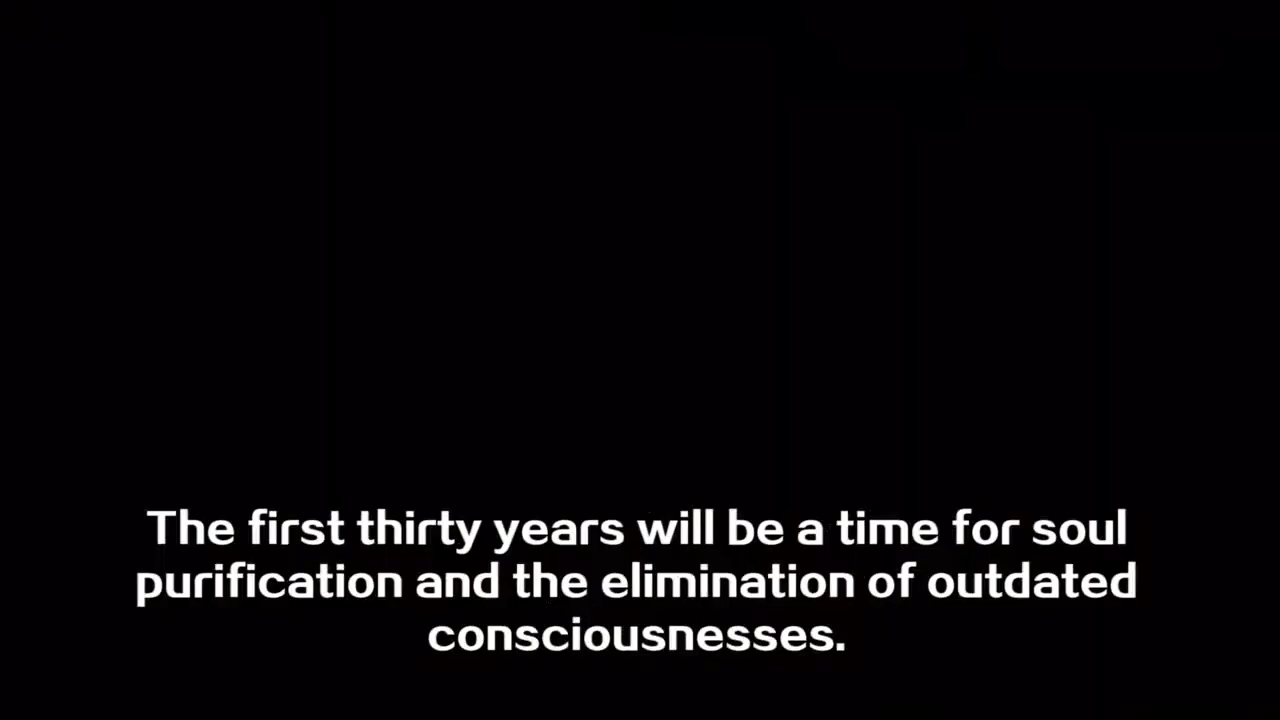 The first thirty years will be a time for soul
purification and the elimination of outdated
consciousnesses.